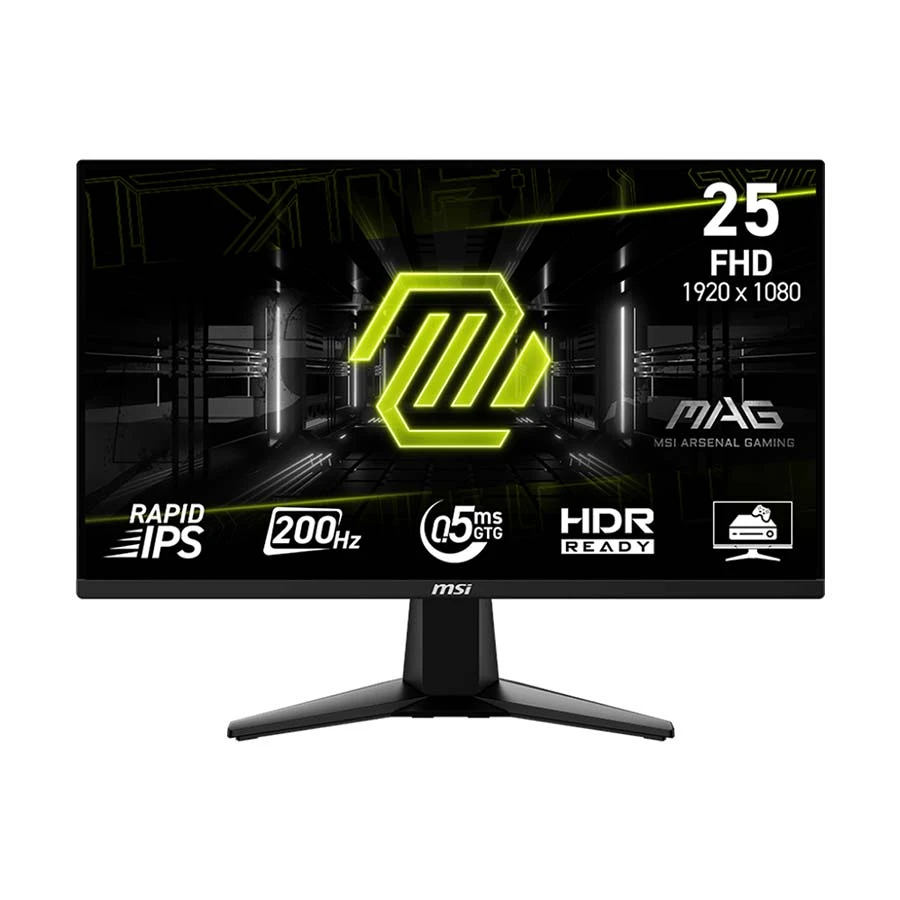 25
FHD
1920 x 1080
MAG
MSI ARSENAL GAMING
RAPID
IPS
200Hz
0.5ms
GTG
HDR
READY
msi